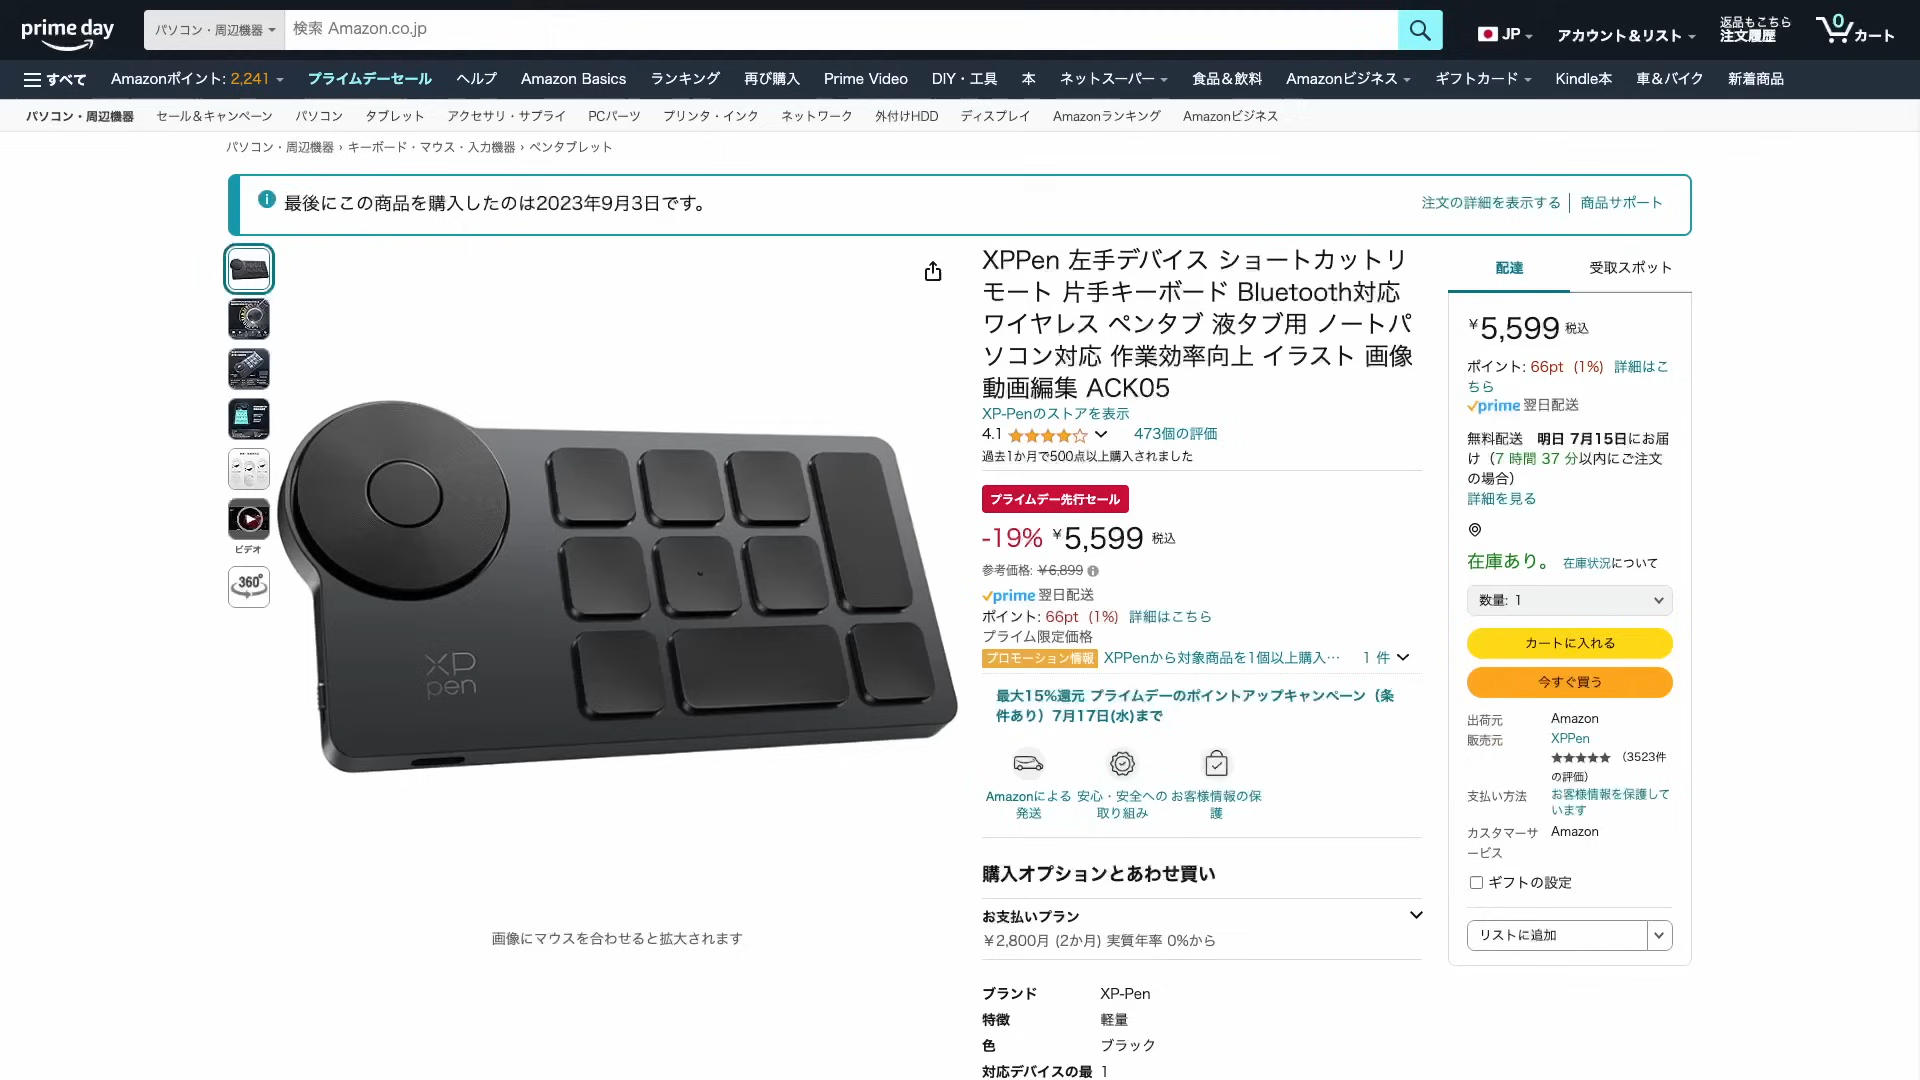 prime day
パソコン・周辺機器
検索 Amazon.co.jp
JP
アカウント＆リスト
返品もこちら
注文履歴
0
カート
すべて
Amazonポイント: 2,241
プライムデーセール
ヘルプ
Amazon Basics
ランキング
再び購入
Prime Video
DIY・工具
本
ネットスーパー
食品＆飲料
Amazonビジネス
ギフトカード
Kindle本
車＆バイク
新着商品
パソコン・周辺機器
セール＆キャンペーン
パソコン
タブレット
アクセサリ・サプライ
PCパーツ
プリンタ・インク
ネットワーク
外付けHDD
ディスプレイ
Amazonランキング
Amazonビジネス
パソコン・周辺機器 › キーボード・マウス・入力機器 › ペンタブレット
最後にこの商品を購入したのは2023年9月3日です。
注文の詳細を表示する
商品サポート
ビデオ
360°
XP
pen
画像にマウスを合わせると拡大されます
XPPen 左手デバイス ショートカットリ
モート 片手キーボード Bluetooth対応
ワイヤレス ペンタブ 液タブ用 ノートパ
ソコン対応 作業効率向上 イラスト 画像
動画編集 ACK05
XP-Penのストアを表示
4.1
473個の評価
過去1か月で500点以上購入されました
プライムデー先行セール
-19% ￥5,599 税込
参考価格: ￥6,899
prime 翌日配送
ポイント: 66pt (1%) 詳細はこちら
プライム限定価格
プロモーション情報 XPPenから対象商品を1個以上購入… 1 件
最大15%還元 プライムデーのポイントアップキャンペーン（条
件あり）7月17日(水)まで
Amazonによる
発送
安心・安全への
取り組み
お客様情報の保
護
購入オプションとあわせ買い
お支払いプラン
￥2,800月 (2か月) 実質年率 0%から
ブランド XP-Pen
特徴 軽量
色 ブラック
対応デバイスの最 1
配達
受取スポット
￥5,599 税込
ポイント: 66pt (1%) 詳細はこ
ちら
prime 翌日配送
無料配送 明日 7月15日にお届
け（7 時間 37 分以内にご注文
の場合）
詳細を見る
在庫あり。 在庫状況について
数量: 1
カートに入れる
今すぐ買う
出荷元 Amazon
販売元 XPPen
（3523件
の評価）
支払い方法 お客様情報を保護して
います
カスタマーサ Amazon
ービス
ギフトの設定
リストに追加